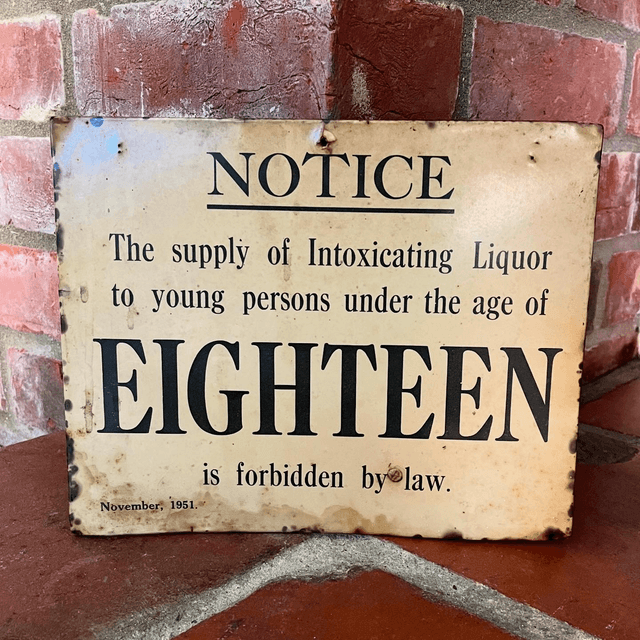 NOTICE
The supply of Intoxicating Liquor
to young persons under the age of
EIGHTEEN
is forbidden by law.
November, 1951.